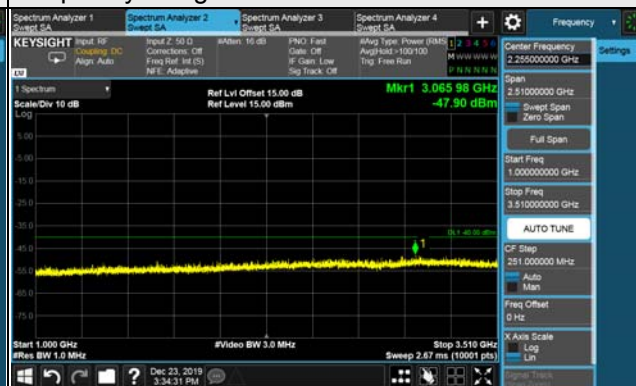 Spectrum Analyzer 1
Swept SA
Spectrum Analyzer 2
Swept SA
Spectrum Analyzer 3
Swept SA
Spectrum Analyzer 4
Swept SA
+
Frequency
KEYSIGHT
Input: RF
Coupling: DC
Align: Auto
Input Z: 50 Ω
Corrections: Off
Freq Ref: Int (S)
NFE: Adaptive
#Atten: 16 dB
PNO: Fast
Gate: Off
IF Gain: Low
Sig Track: Off
#Avg Type: Power (RMS)
Avg|Hold:>100/100
Trig: Free Run
1 2 3 4 5 6
M W W W W W
P N N N N N
LXI
1 Spectrum
Scale/Div 10 dB
Log
Ref Lvl Offset 15.00 dB
Ref Level 15.00 dBm
Mkr1 3.065 98 GHz
-47.90 dBm
5.00
-5.00
-15.0
-25.0
-35.0
-45.0
-55.0
-65.0
-75.0
DL1 -40.00 dBm
1
Start 1.000 GHz
#Res BW 1.0 MHz
#Video BW 3.0 MHz
Stop 3.510 GHz
Sweep 2.67 ms (10001 pts)
Dec 23, 2019
3:34:31 PM
Center Frequency
2.255000000 GHz
Settings
Span
2.51000000 GHz
Swept Span
Zero Span
Full Span
Start Freq
1.000000000 GHz
Stop Freq
3.510000000 GHz
AUTO TUNE
CF Step
251.000000 MHz
Auto
Man
Freq Offset
0 Hz
X Axis Scale
Log
Lin
Signal Track